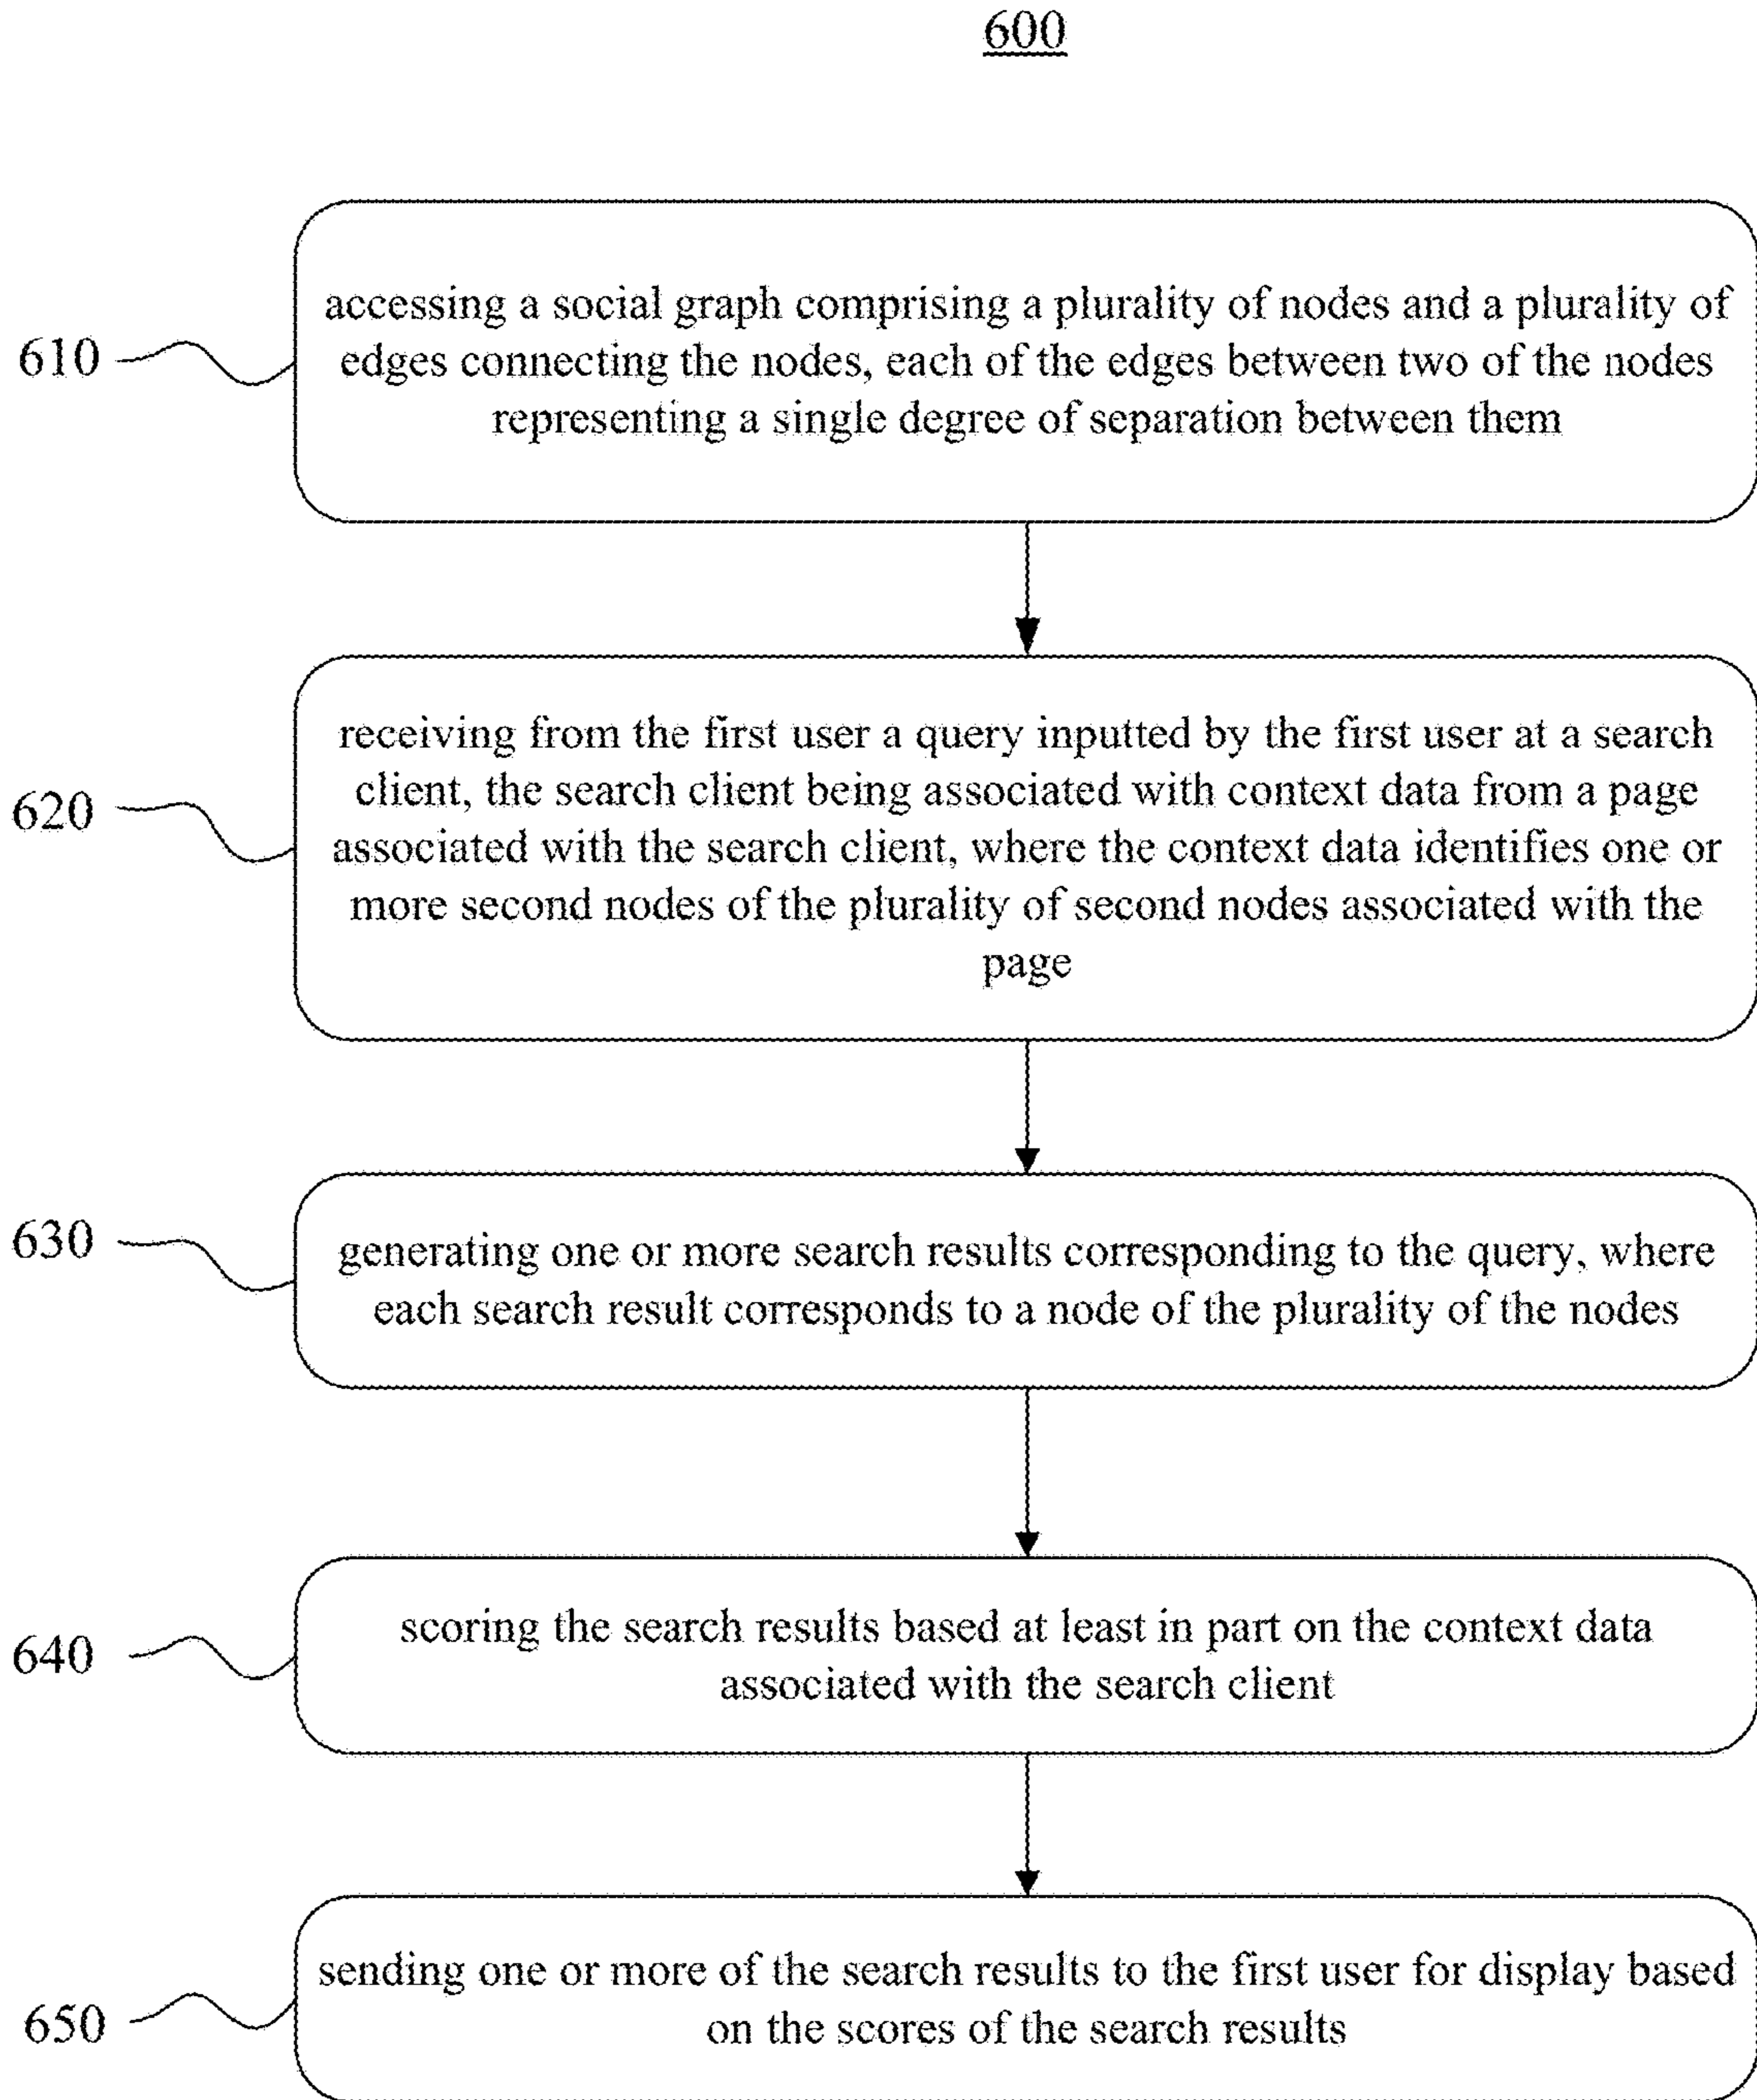 600
610
accessing a social graph comprising a plurality of nodes and a plurality of
edges connecting the nodes, each of the edges between two of the nodes
representing a single degree of separation between them
620
receiving from the first user a query inputted by the first user at a search
client, the search client being associated with context data from a page
associated with the search client, where the context data identifies one or
more second nodes of the plurality of second nodes associated with the
page
630
generating one or more search results corresponding to the query, where
each search result corresponds to a node of the plurality of the nodes
640
scoring the search results based at least in part on the context data
associated with the search client
650
sending one or more of the search results to the first user for display based
on the scores of the search results